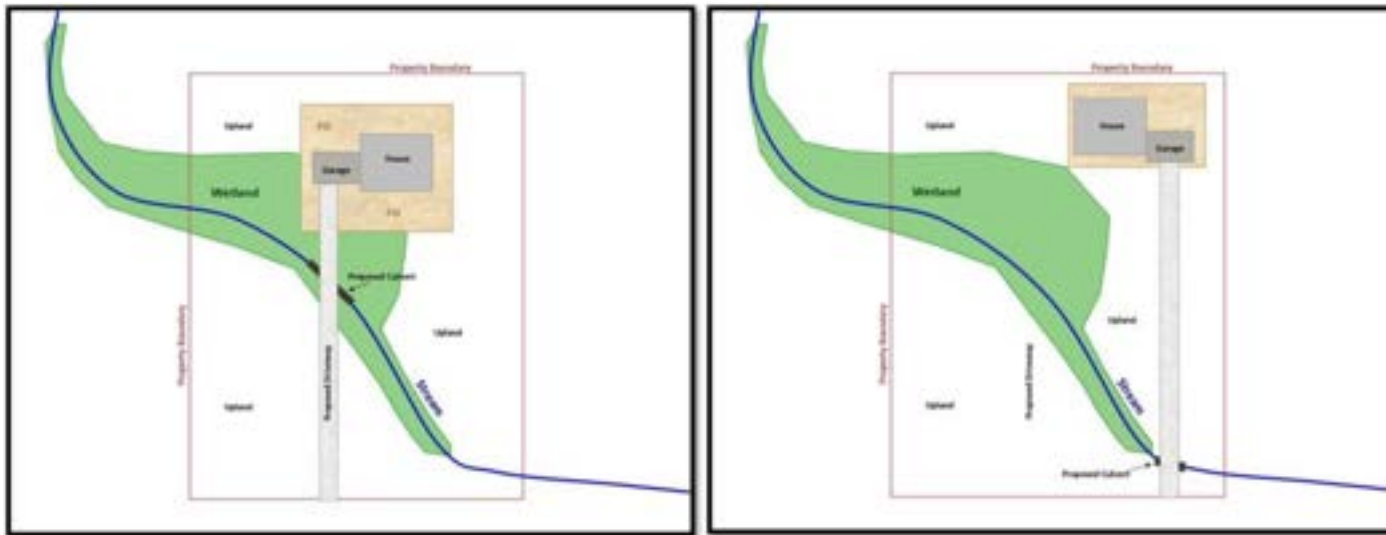 Property Boundary
Upland
Fill
House
Garage
Wetland
Fill
Proposed Culvert
Property Boundary
Upland
Proposed Driveway
Stream
Upland
Property Boundary
Upland
House
Garage
Wetland
Property Boundary
Upland
Proposed Driveway
Stream
Upland
Proposed Culvert